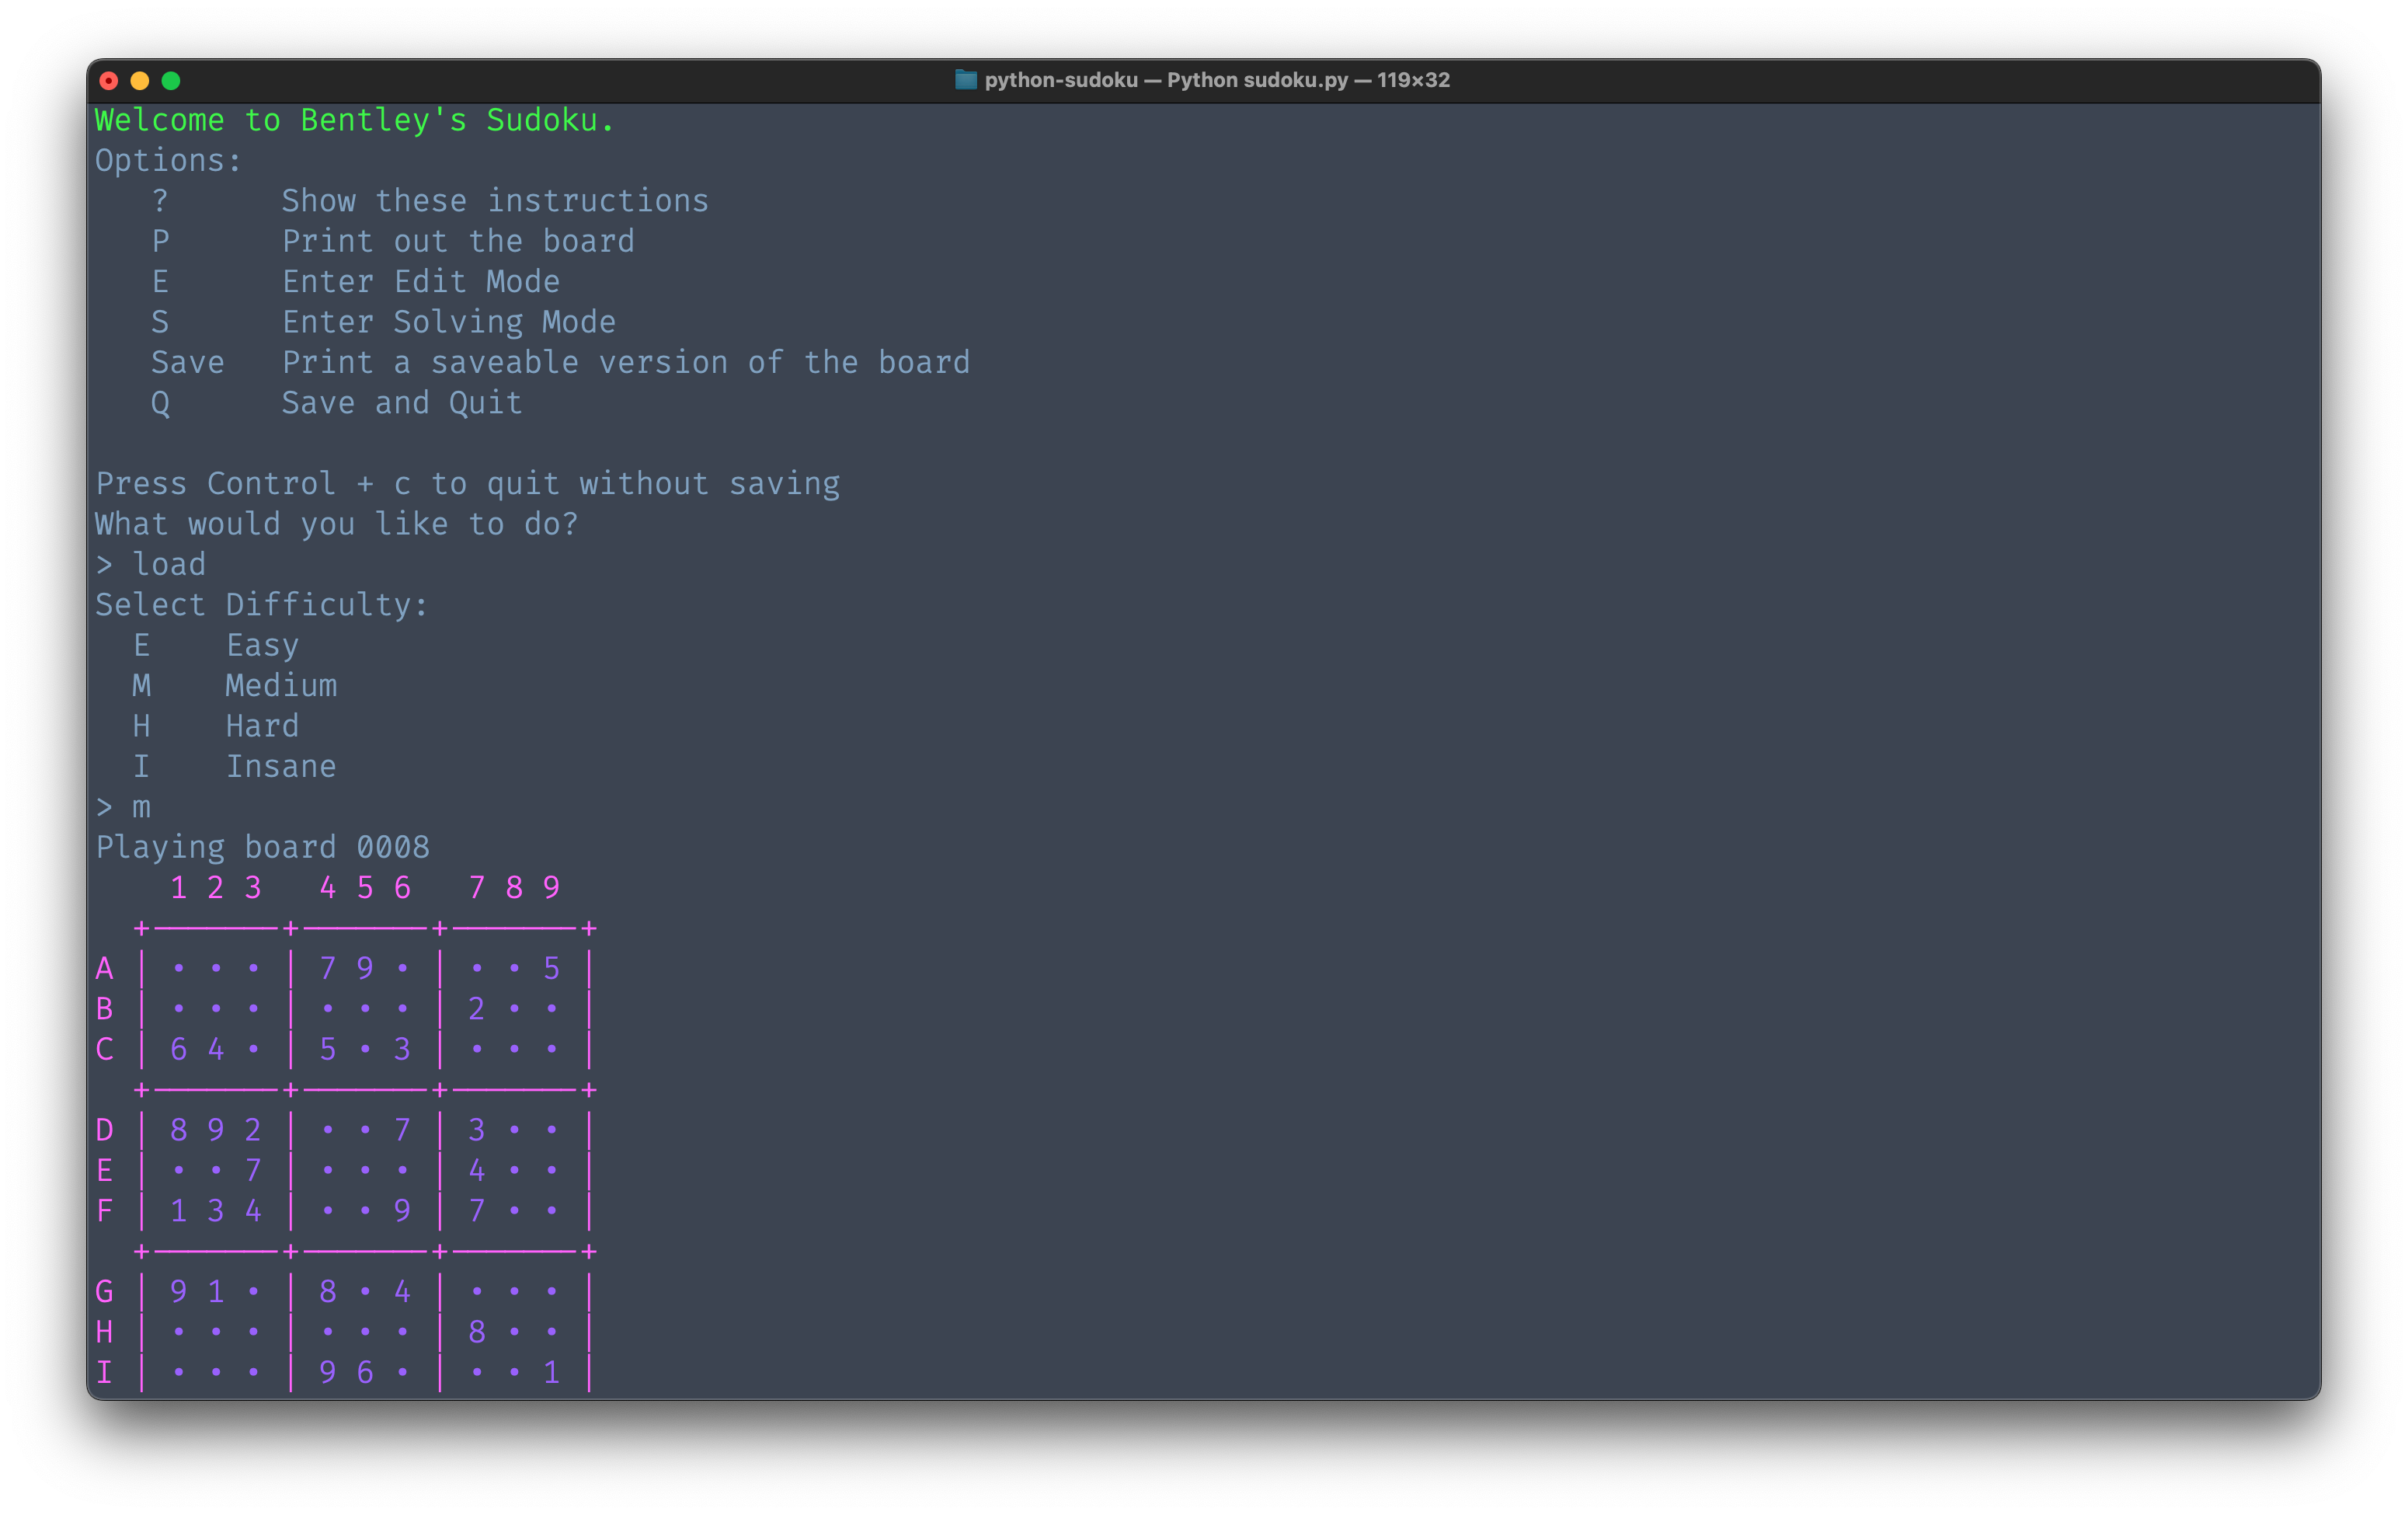 python-sudoku — Python sudoku.py — 119×32
Welcome to Bentley's Sudoku.
Options:
   ?      Show these instructions
   P      Print out the board
   E      Enter Edit Mode
   S      Enter Solving Mode
   Save   Print a saveable version of the board
   Q      Save and Quit

Press Control + c to quit without saving
What would you like to do?
> load
Select Difficulty:
  E    Easy
  M    Medium
  H    Hard
  I    Insane
> m
Playing board 0008
    1 2 3   4 5 6   7 8 9
  +-------+-------+-------+
A | • • • | 7 9 • | • • 5 |
B | • • • | • • • | 2 • • |
C | 6 4 • | 5 • 3 | • • • |
  +-------+-------+-------+
D | 8 9 2 | • • 7 | 3 • • |
E | • • 7 | • • • | 4 • • |
F | 1 3 4 | • • 9 | 7 • • |
  +-------+-------+-------+
G | 9 1 • | 8 • 4 | • • • |
H | • • • | • • • | 8 • • |
I | • • • | 9 6 • | • • 1 |